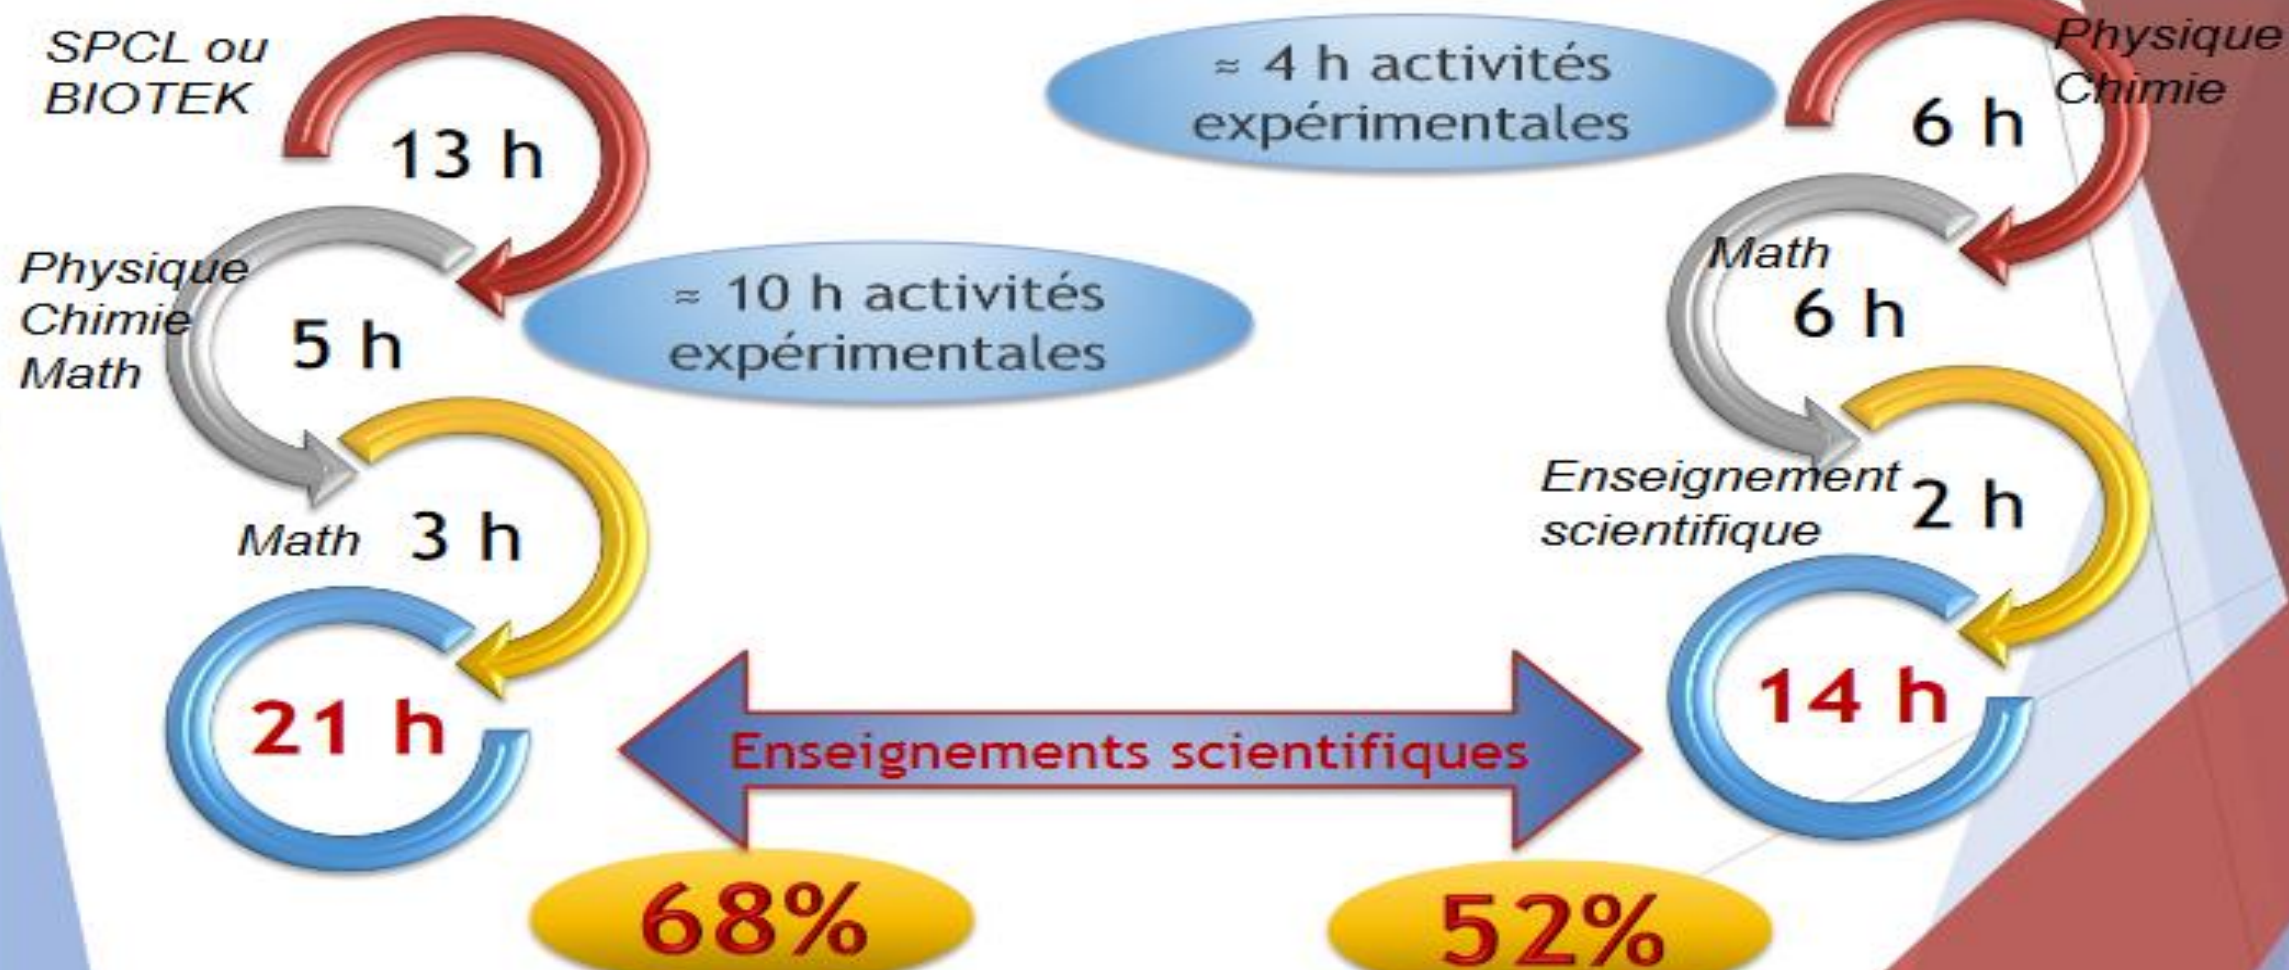 SPCL ou
BIOTEK
13 h
Physique
Chimie
Math
5 h
≈ 10 h activités
expérimentales
Math 3 h
21 h
≈ 4 h activités
expérimentales
Physique
Chimie
6 h
Math
6 h
Enseignement
scientifique
2 h
14 h
Enseignements scientifiques
68%
52%